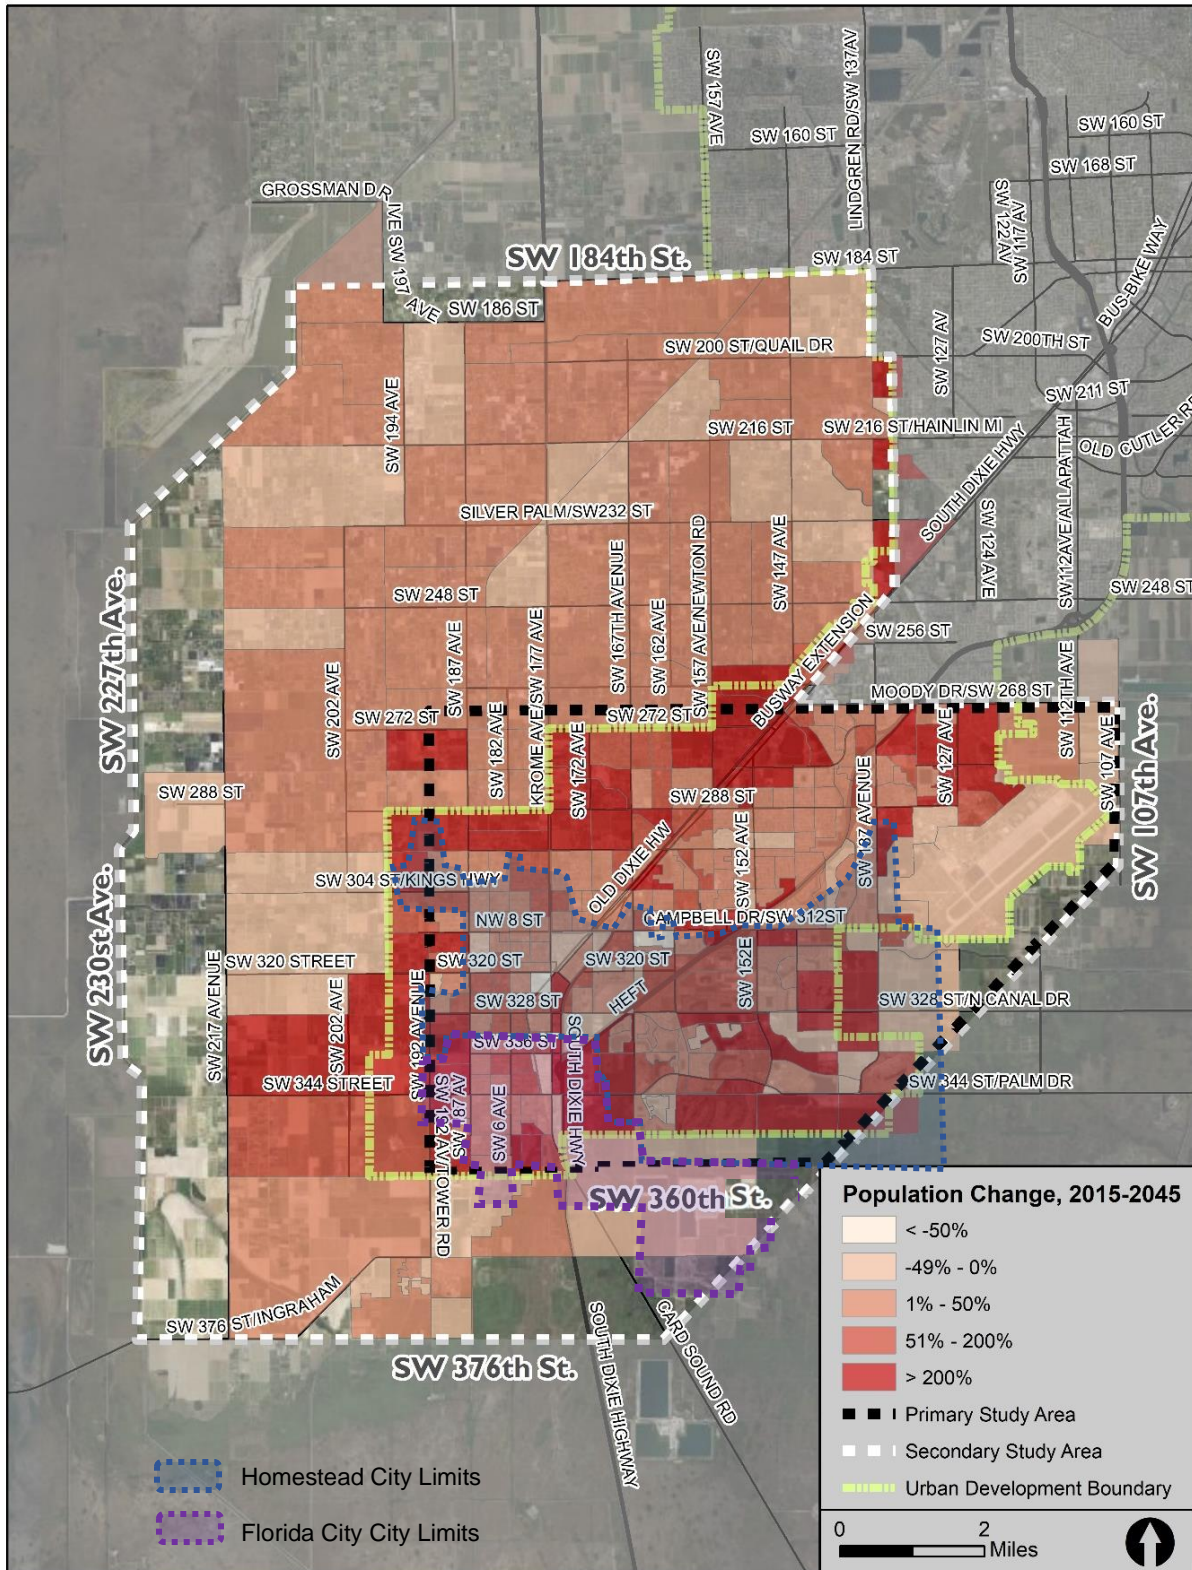 SW 157 AVE
LINDGREN RD/SW 137AV
SW 160 ST
SW 160 ST
SW 168 ST
SW 122 AV
SW 117 AV
BUS-BIKE WAY
GROSSMAN DRIVE SW 197 AVE
SW 184th St.
SW 184 ST
SW 186 ST
SW 200 ST/QUAIL DR
SW 127 AV
SW 200TH ST
SW 211 ST
SW 194 AVE
SW 216 ST
SW 216 ST/HAINLIN MI
OLD CUTLER RD
SOUTH DIXIE HWY
SW112AVE/ALLAPATTAH
SILVER PALM/SW232 ST
SW 124 AVE
SW 227th Ave.
SW 248 ST
SW 248 ST
SW 187 AVE
KROME AVE/SW 177 AVE
SW 167TH AVENUE
SW 162 AVE
SW 157 AVE/NEWTON RD
SW 147 AVE
BUSWAY EXTENSION
SW 256 ST
SW 202 AVE
SW 272 ST
SW 182 AVE
SW 172 AVE
SW 272 ST
MOODY DR/SW 268 ST
SW 112TH AVE
SW 107 AVE
SW 107th Ave.
SW 127 AVE
SW 137 AVENUE
SW 288 ST
SW 288 ST
SW 152 AVE
OLD DIXIE HW
SW 304 ST/KINGS HWY
NW 8 ST
CAMPBELL DR/SW 312ST
SW 230st Ave.
SW 217 AVENUE
SW 320 STREET
SW 320 ST
SW 320 ST
SW 152E
SW 202 AVE
SW 192 AVENUE
SW 328 ST
HEFT
SW 328 ST/N.CANAL DR
SW 336 ST
SOUTH DIXIE HWY
SW 344 STREET
SW 344 ST/PALM DR
SW 192 AV/TOWER RD
SW 187 AV
SW 6 AVE
SW 360th St.
SW 376 ST/INGRAHAM
SW 376th St.
SOUTH DIXIE HIGHWAY
CARD SOUND RD
Homestead City Limits
Florida City City Limits
Population Change, 2015-2045
< -50%
-49% - 0%
1% - 50%
51% - 200%
> 200%
Primary Study Area
Secondary Study Area
Urban Development Boundary
0 2
Miles